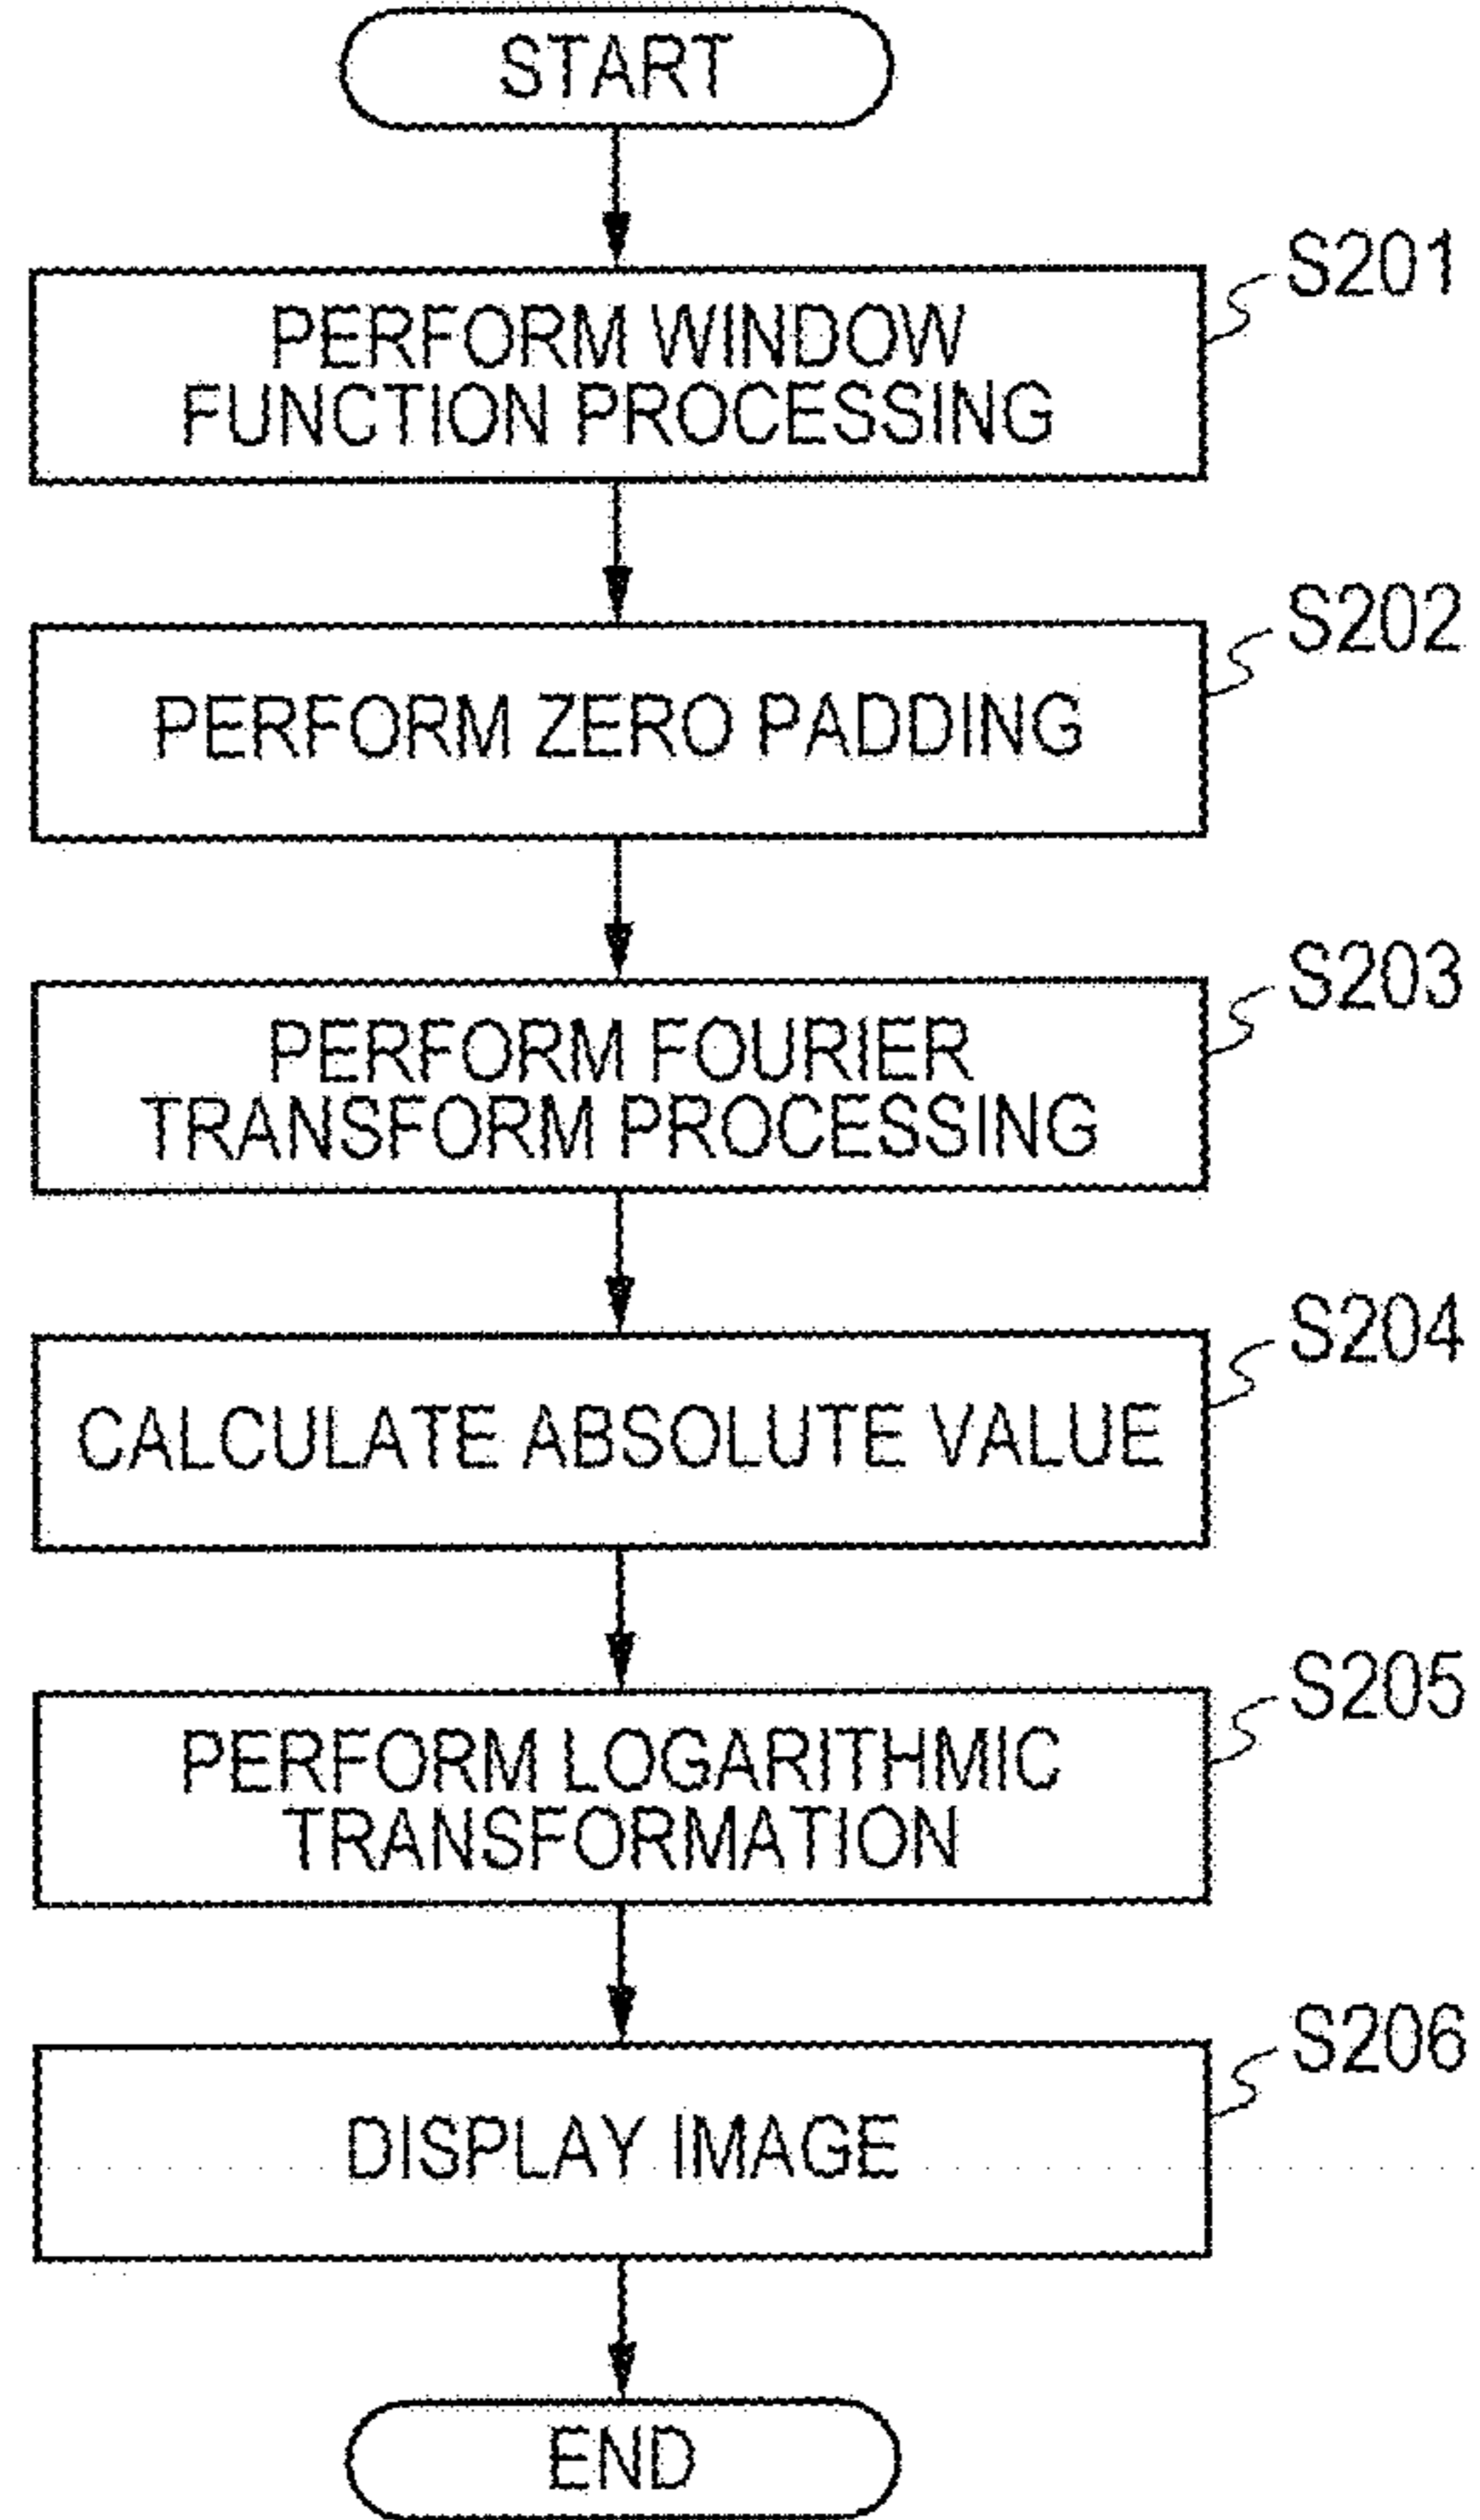 START
S201
PERFORM WINDOW
FUNCTION PROCESSING
S202
PERFORM ZERO PADDING
S203
PERFORM FOURIER
TRANSFORM PROCESSING
S204
CALCULATE ABSOLUTE VALUE
S205
PERFORM LOGARITHMIC
TRANSFORMATION
S206
DISPLAY IMAGE
END